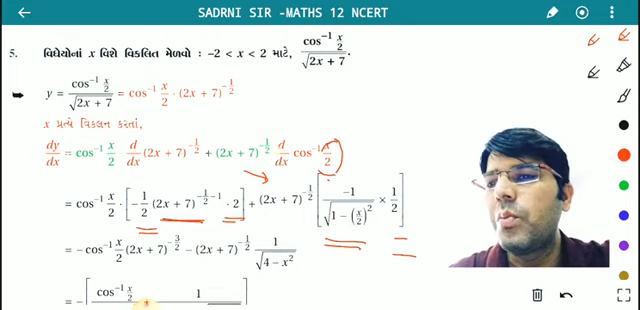 SADRNI SIR -MATHS 12 NCERT
5. વિધેયોનાં x વિશે વિકલિત મેળવો : −2 < x < 2 માટે, cos⁻¹ x/2 / √(2x + 7) .
➡ y = cos⁻¹ x/2 / √(2x + 7) = cos⁻¹ x/2 · (2x + 7)^(−1/2)
x પ્રત્યે વિકલન કરતાં,
dy/dx = cos⁻¹ x/2 · d/dx (2x + 7)^(−1/2) + (2x + 7)^(−1/2) d/dx cos⁻¹ x/2
= cos⁻¹ x/2 · [−1/2 (2x + 7)^(−1/2 −1) · 2] + (2x + 7)^(−1/2) [−1/√(1 − (x/2)²) × 1/2]
= −cos⁻¹ x/2 (2x + 7)^(−3/2) − (2x + 7)^(−1/2) 1/√(4 − x²)
= −[ cos⁻¹ x/2 + 1 ]